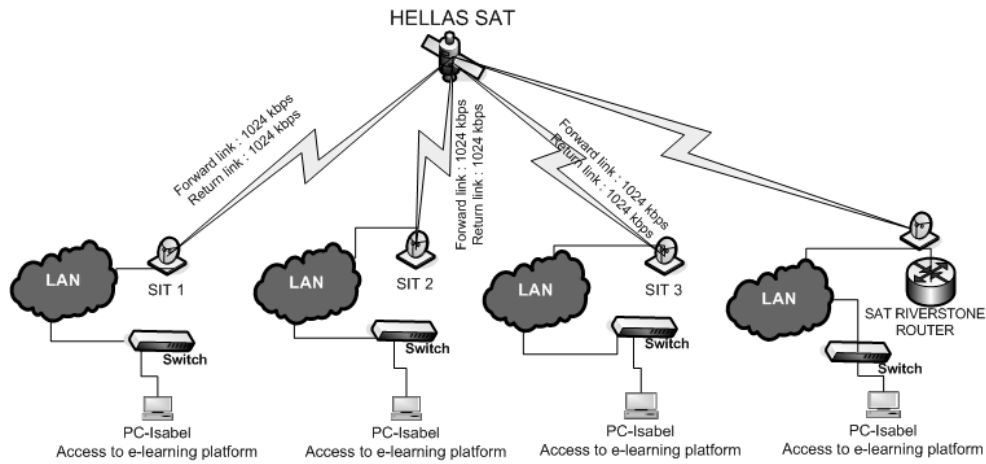 HELLAS SAT
Forward link : 1024 kbps
Return link : 1024 kbps
Forward link : 1024 kbps
Return link : 1024 kbps
Forward link : 1024 kbps
Return link : 1024 kbps
LAN
SIT 1
LAN
SIT 2
LAN
SIT 3
LAN
SAT RIVERSTONE
ROUTER
Switch
Switch
Switch
Switch
PC-Isabel
Access to e-learning platform
PC-Isabel
Access to e-learning platform
PC-Isabel
Access to e-learning platform
PC-Isabel
Access to e-learning platform